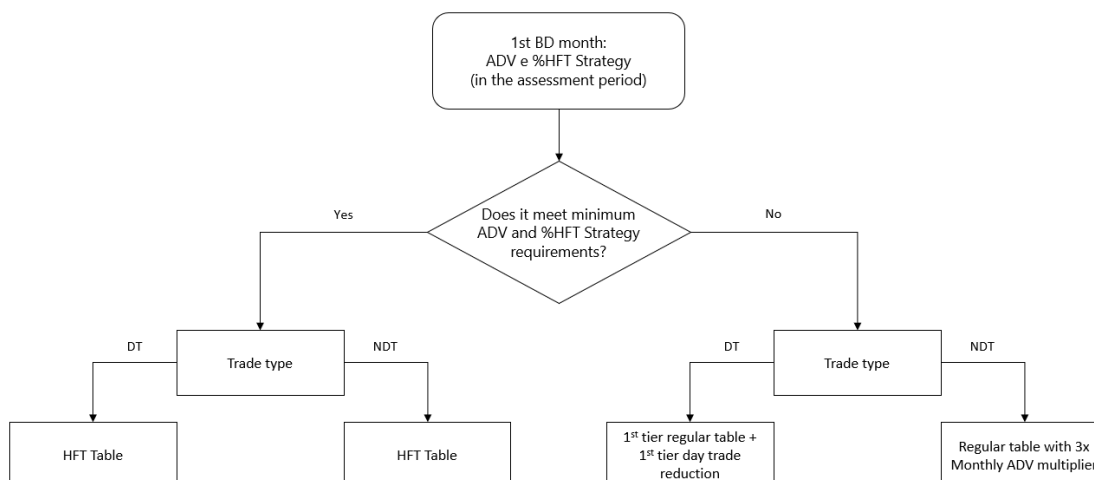 1st BD month:
ADV e %HFT Strategy
(in the assessment period)
Does it meet minimum
ADV and %HFT Strategy
requirements?
Yes
No
Trade type
DT
NDT
Trade type
DT
NDT
HFT Table
HFT Table
1st tier regular table +
1st tier day trade
reduction
Regular table with 3x
Monthly ADV multiplier